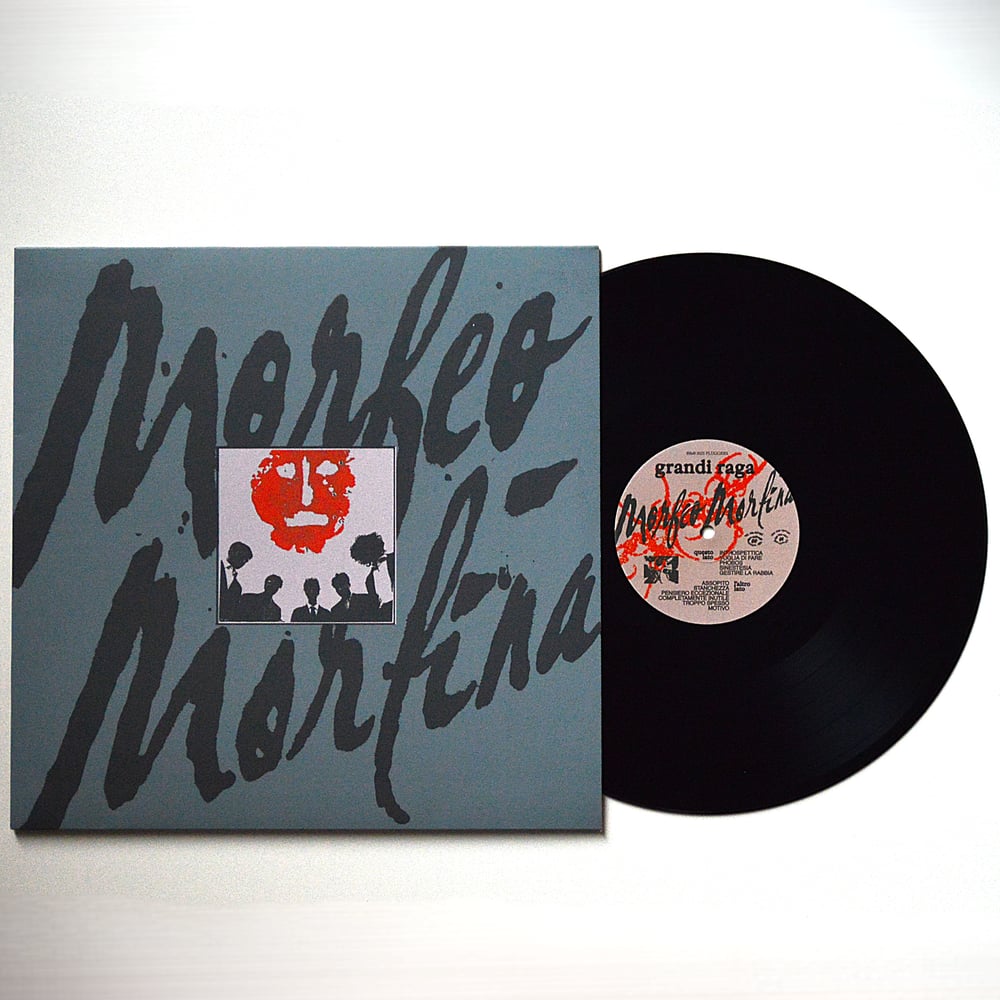 Morfeo
Morfina
grandi raga
Morfeo Morfina
questo
lato
INTROSPETTICA
VOGLIA DI FARE
PHOBOS
SINESTESIA
GESTIRE LA RABBIA
ASSOPITO
STANCHEZZA
PENSIERO ECCEZIONALE
COMPLETAMENTE INUTILE
TROPPO SPESSO
MOTIVO
l'altro
lato